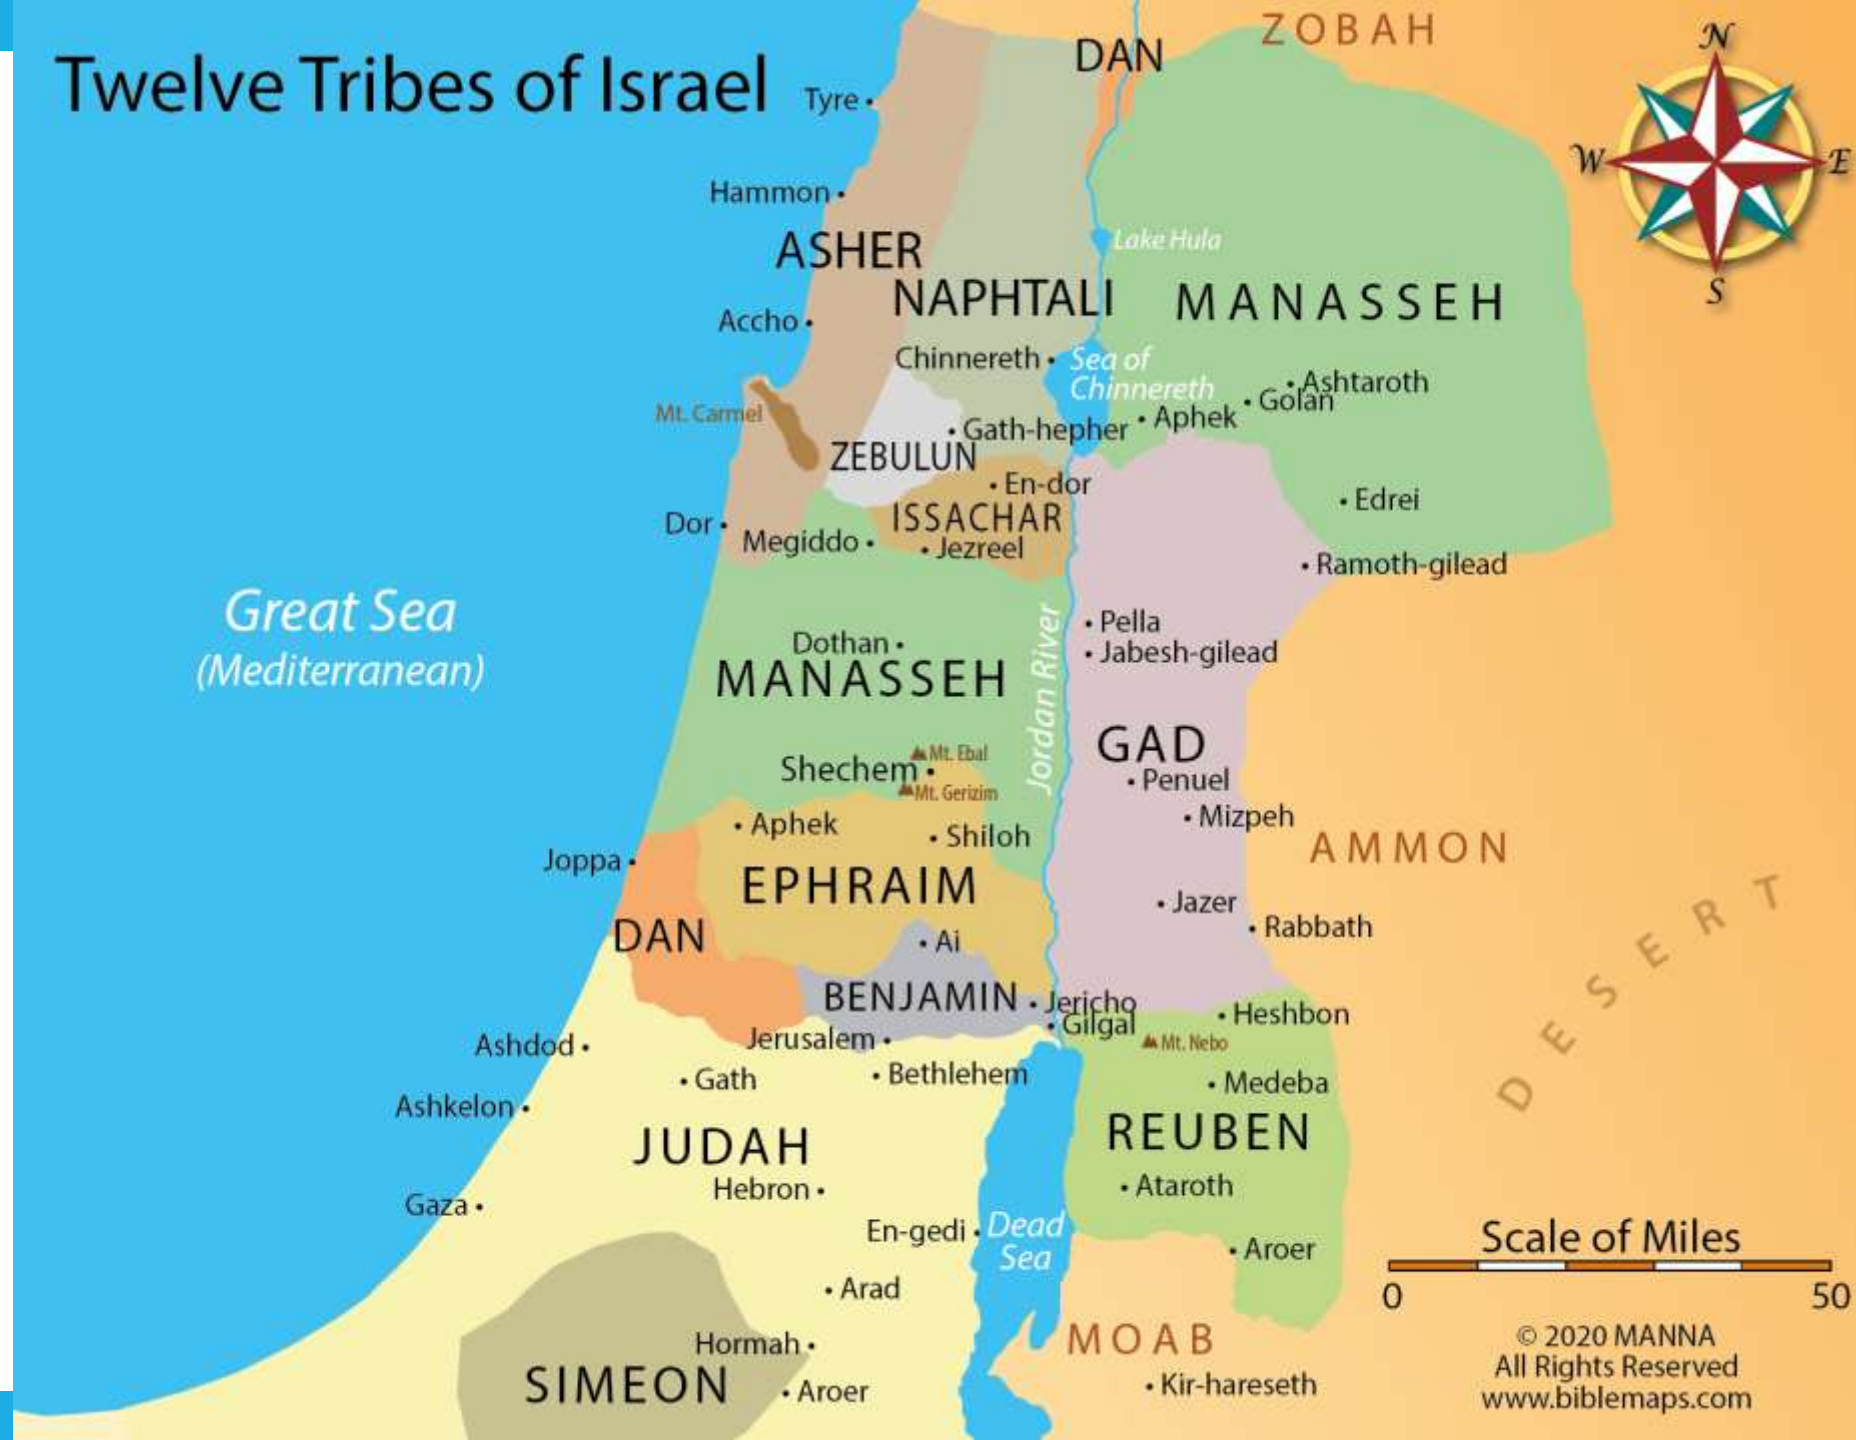 Twelve Tribes of Israel
ZOBAH
DAN
N
W
E
S
Tyre
Hammon
ASHER
Lake Hula
NAPHTALI
MANASSEH
Accho
Chinnereth
Sea of
Chinnereth
Ashtaroth
Golan
Aphek
Mt. Carmel
Gath-hepher
ZEBULUN
En-dor
Edrei
ISSACHAR
Dor
Megiddo
Jezreel
Ramoth-gilead
Great Sea
(Mediterranean)
Pella
Jabesh-gilead
Dothan
MANASSEH
Jordan River
GAD
Mt. Ebal
Shechem
Mt. Gerizim
Penuel
Mizpeh
Aphek
Shiloh
AMMON
Joppa
EPHRAIM
DESERT
Jazer
Rabbath
DAN
Ai
BENJAMIN
Jericho
Gilgal
Heshbon
Jerusalem
Mt. Nebo
Ashdod
Gath
Bethlehem
Medeba
Ashkelon
JUDAH
REUBEN
Hebron
Ataroth
Gaza
En-gedi
Dead
Sea
Aroer
Scale of Miles
0
50
Arad
Hormah
MOAB
SIMEON
Aroer
Kir-hareseth
© 2020 MANNA
All Rights Reserved
www.biblemaps.com